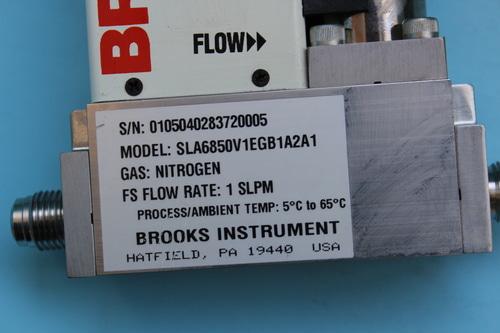 BR
FLOW
S/N: 0105040283720005
MODEL: SLA6850V1EGB1A2A1
GAS: NITROGEN
FS FLOW RATE: 1 SLPM
PROCESS/AMBIENT TEMP: 5°C to 65°C
BROOKS INSTRUMENT
HATFIELD, PA 19440 USA